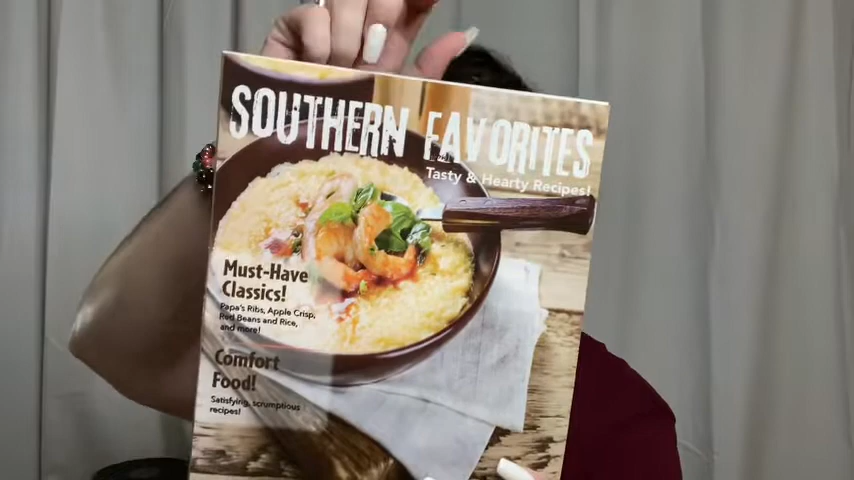 SOUTHERN FAVORITES
Tasty & Hearty Recipes!
Must-Have
Classics!
Papa's Ribs, Apple Crisp,
Red Beans and Rice,
and more!
Comfort
Food!
Satisfying, scrumptious
recipes!